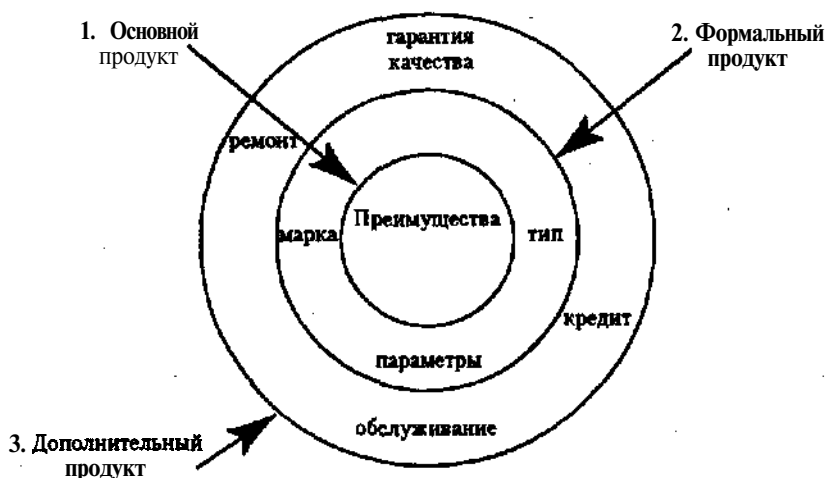 1. Основной
продукт
гарантия
качества
2. Формальный
продукт
ремонт
Преимущества
марка
тип
кредит
параметры
обслуживание
3. Дополнительный
продукт